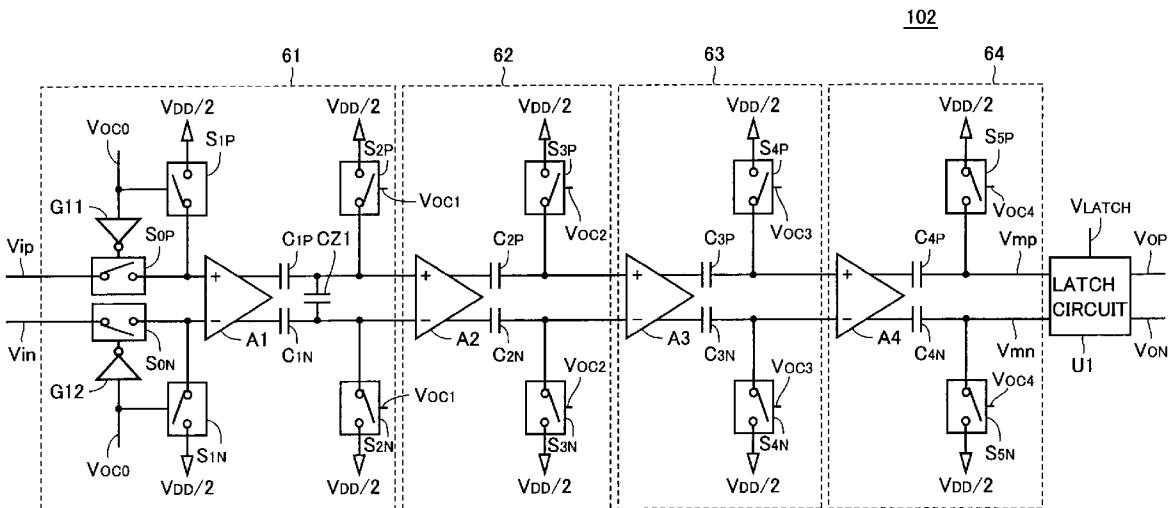 102
61
62
63
64
VDD/2
VDD/2
VDD/2
VDD/2
VDD/2
VOC0
S1P
S2P
S3P
S4P
S5P
VOC1
VOC2
VOC3
VOC4
VLATCH
G11
S0P
C1P
CZ1
C2P
C3P
C4P
Vip
Vmp
VOP
+
+
+
+
LATCH
CIRCUIT
−
−
−
−
Vin
S0N
A1
C1N
A2
C2N
A3
C3N
A4
C4N
Vmn
U1
VON
G12
VOC1
VOC2
VOC3
VOC4
VOC0
S1N
S2N
S3N
S4N
S5N
VDD/2
VDD/2
VDD/2
VDD/2
VDD/2